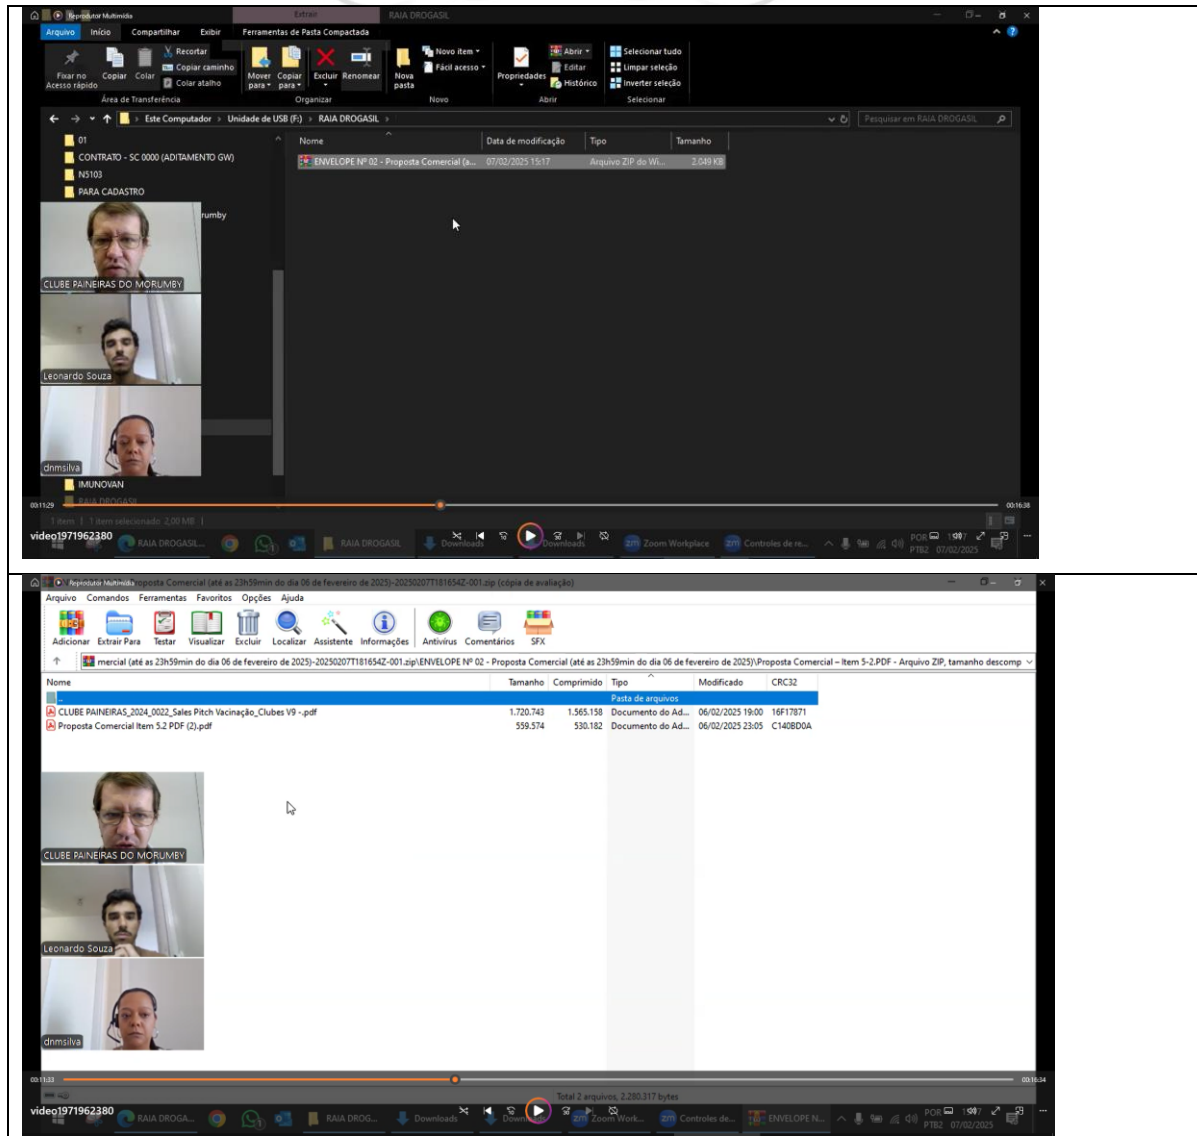 Reprodutor Multimídia
Extrair
RAIA DROGASIL
Arquivo Início Compartilhar Exibir Ferramentas de Pasta Compactada
Fixar no Acesso rápido
Copiar
Colar
Recortar
Copiar caminho
Colar atalho
Mover para
Copiar para
Excluir
Renomear
Nova pasta
Novo item
Fácil acesso
Propriedades
Abrir
Editar
Histórico
Selecionar tudo
Limpar seleção
Inverter seleção
Área de Transferência Organizar Novo Abrir Selecionar
Este Computador > Unidade de USB (F:) > RAIA DROGASIL >
Pesquisar em RAIA DROGASIL
Nome Data de modificação Tipo Tamanho
ENVELOPE Nº 02 - Proposta Comercial (a... 07/02/2025 15:17 Arquivo ZIP do Wi... 2.049 KB
01
CONTRATO - SC 0000 (ADITAMENTO GW)
N5103
PARA CADASTRO
rumby
CLUBE PAINEIRAS DO MORUMBY
Leonardo Souza
dnmsilva
IMUNOVAN
RAIA DROGASIL
00:11:29 00:16:38
1 item 1 item selecionado 2,00 MB
video1971962380
RAIA DROGASIL... RAIA DROGASIL Downloads Downloads Zoom Workplace Controles de re...
POR
PTB2 07/02/2025
Reprodutor Multimídia
roposta Comercial (até as 23h59min do dia 06 de fevereiro de 2025)-20250207T181654Z-001.zip (cópia de avaliação)
Arquivo Comandos Ferramentas Favoritos Opções Ajuda
Adicionar Extrair Para Testar Visualizar Excluir Localizar Assistente Informações Antivírus Comentários SFX
mercial (até as 23h59min do dia 06 de fevereiro de 2025)-20250207T181654Z-001.zip\ENVELOPE Nº 02 - Proposta Comercial (até as 23h59min do dia 06 de fevereiro de 2025)\Proposta Comercial – Item 5-2.PDF - Arquivo ZIP, tamanho descomp
Nome Tamanho Comprimido Tipo Modificado CRC32
.. Pasta de arquivos
CLUBE PAINEIRAS_2024_0022_Sales Pitch Vacinação_Clubes V9 -.pdf 1.720.743 1.565.158 Documento do Ad... 06/02/2025 19:00 16F17871
Proposta Comercial Item 5.2 PDF (2).pdf 559.574 530.182 Documento do Ad... 06/02/2025 23:05 C140BD0A
CLUBE PAINEIRAS DO MORUMBY
Leonardo Souza
dnmsilva
00:11:33 00:16:34
Total 2 arquivos, 2.280.317 bytes
video1971962380
RAIA DROGA... RAIA DROG... Downloads Zoom Work... Controles de... ENVELOPE N...
POR
PTB2 07/02/2025